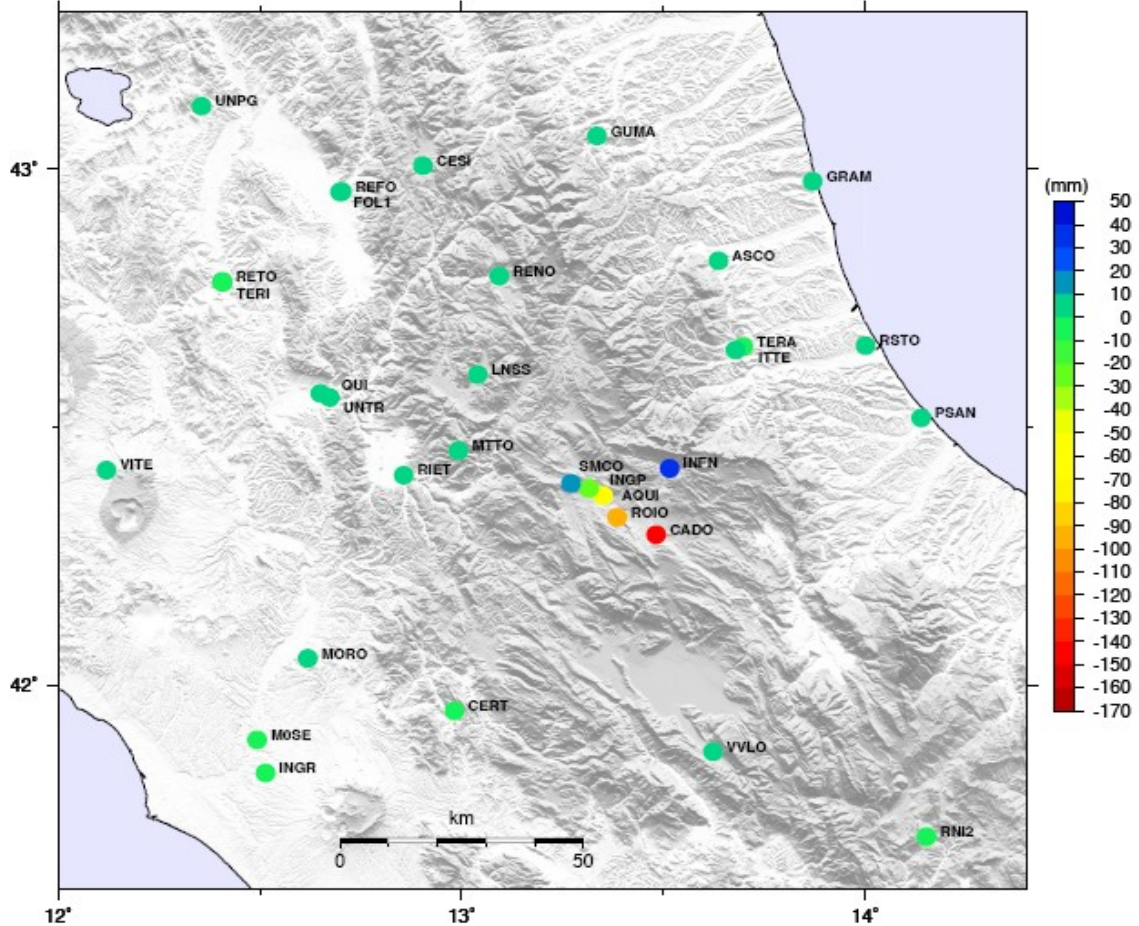 UNPG
GUMA
43°
CESI
GRAM
REFO
FOL1
(mm)
50
40
30
20
10
0
-10
-20
-30
-40
-50
-60
-70
-80
-90
-100
-110
-120
-130
-140
-150
-160
-170
ASCO
RENO
RETO
TERI
TERA
ITTE
RSTO
LNSS
QUI
UNTR
PSAN
MTTO
VITE
RIET
SMCO
INFN
INGP
AQUI
ROIO
CADO
MORO
42°
CERT
M0SE
VVLO
INGR
km
0 50
RNI2
12° 13° 14°